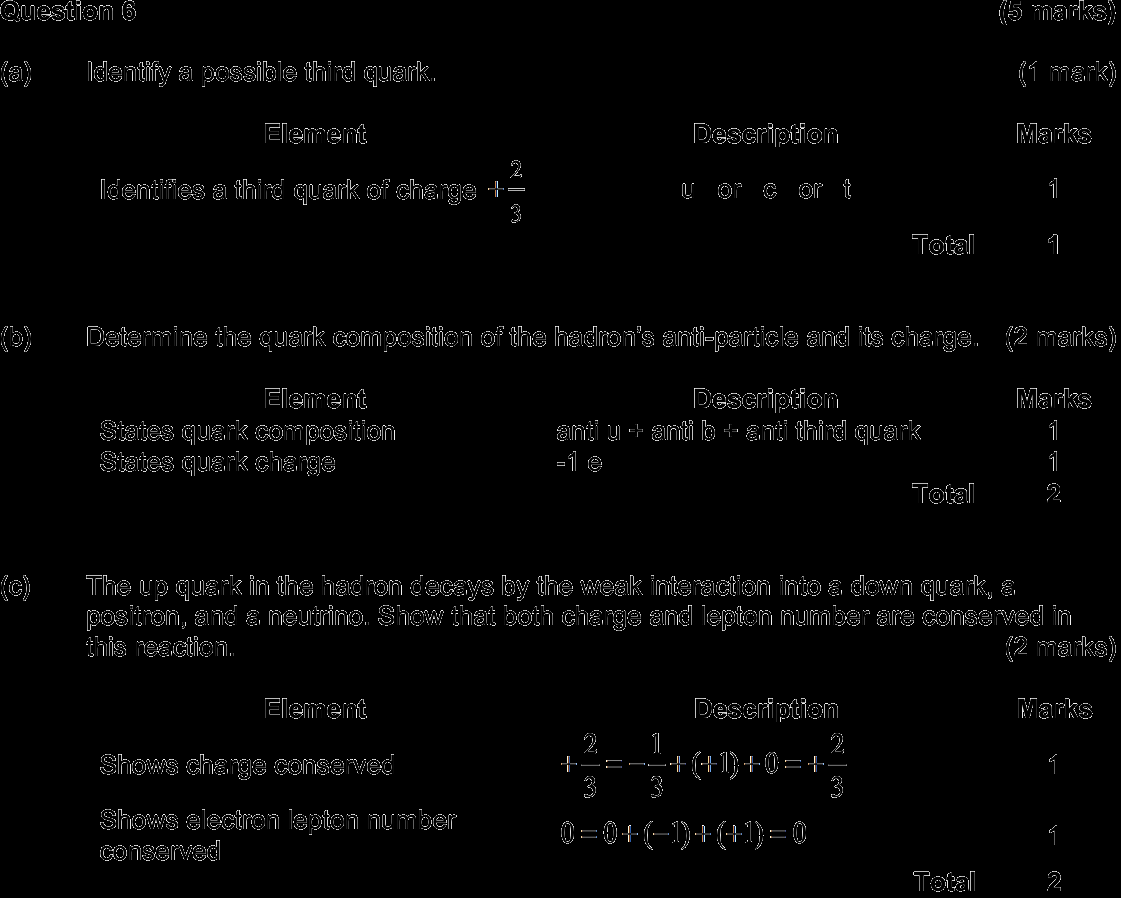 Question 6 (5 marks)
(a) Identify a possible third quark. (1 mark)
Element Description Marks
Identifies a third quark of charge +2/3 u or c or t 1
Total 1
(b) Determine the quark composition of the hadron's anti-particle and its charge. (2 marks)
Element Description Marks
States quark composition anti u + anti b + anti third quark 1
States quark charge -1 e 1
Total 2
(c) The up quark in the hadron decays by the weak interaction into a down quark, a
positron, and a neutrino. Show that both charge and lepton number are conserved in
this reaction. (2 marks)
Element Description Marks
Shows charge conserved +2/3 = -1/3 + (+1) + 0 = +2/3 1
Shows electron lepton number
conserved 0 = 0 + (-1) + (+1) = 0 1
Total 2